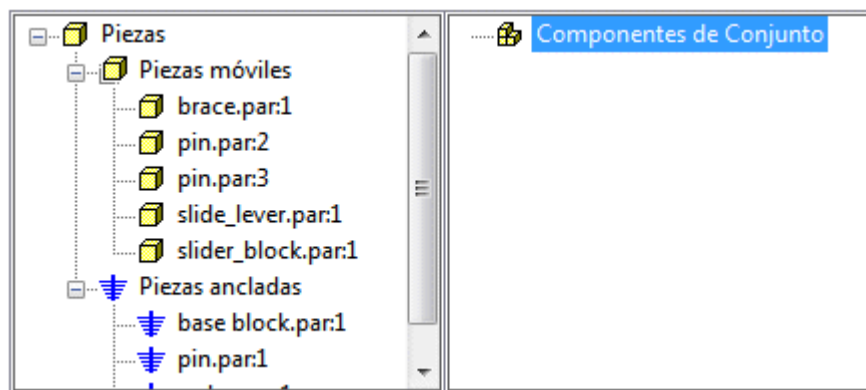 Piezas
Piezas móviles
brace.par:1
pin.par:2
pin.par:3
slide_lever.par:1
slider_block.par:1
Piezas ancladas
base block.par:1
pin.par:1
Componentes de Conjunto